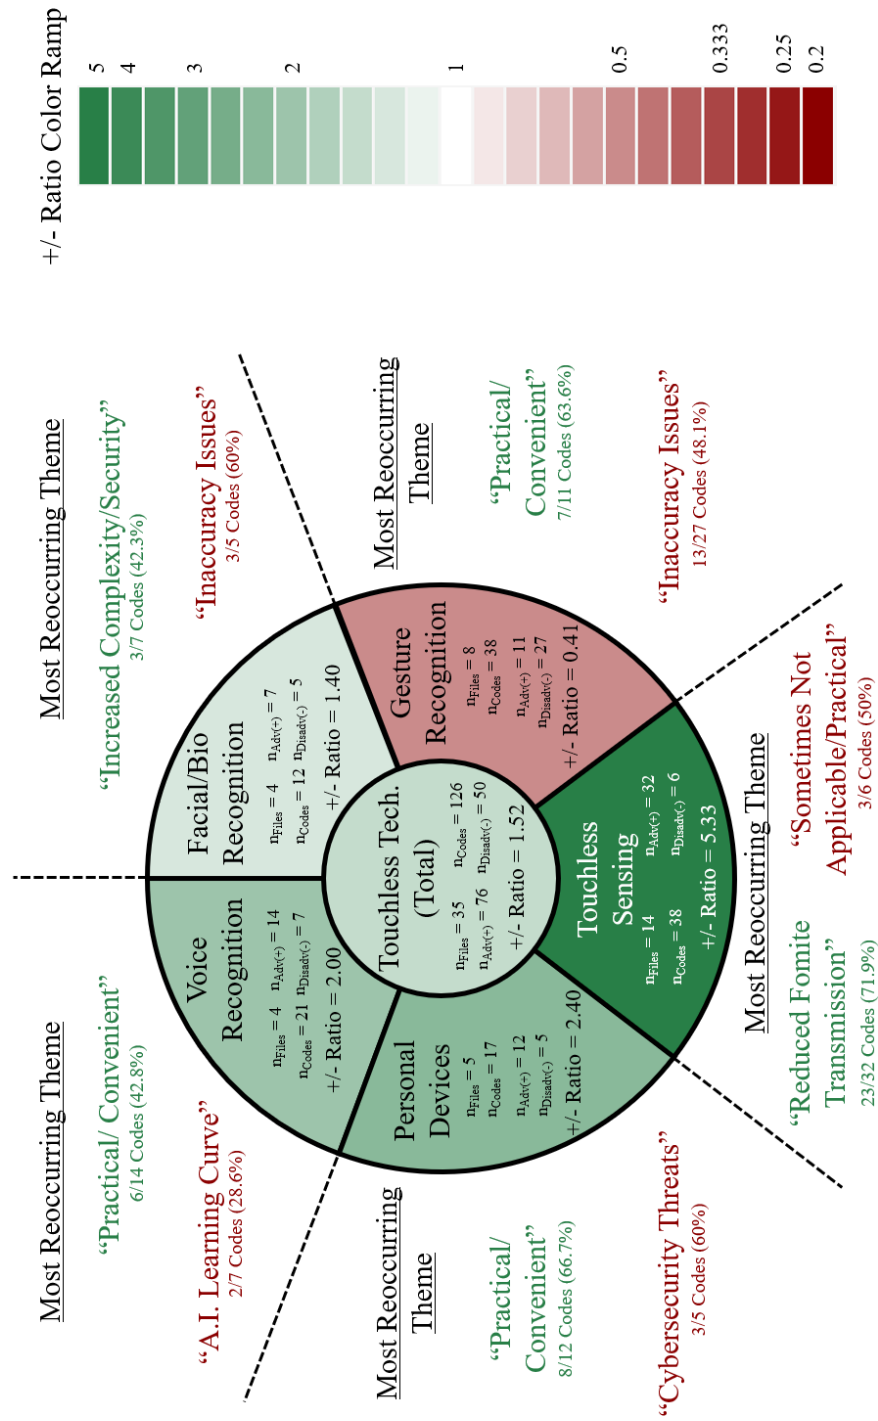 +/- Ratio Color Ramp
5
4
3
2
1
0.5
0.333
0.25
0.2
Most Reoccurring Theme
“Practical/ Convenient”
6/14 Codes (42.8%)
“A.I. Learning Curve”
2/7 Codes (28.6%)
Most Reoccurring Theme
“Increased Complexity/Security”
3/7 Codes (42.3%)
“Inaccuracy Issues”
3/5 Codes (60%)
Voice
Recognition
nFiles = 4 nAdv(+) = 14
nCodes = 21 nDisadv(-) = 7
+/- Ratio = 2.00
Facial/Bio
Recognition
nFiles = 4 nAdv(+) = 7
nCodes = 12 nDisadv(-) = 5
+/- Ratio = 1.40
Most Reoccurring
Theme
“Practical/
Convenient”
8/12 Codes (66.7%)
“Cybersecurity Threats”
3/5 Codes (60%)
Personal
Devices
nFiles = 5
nCodes = 17
nAdv(+) = 12
nDisadv(-) = 5
+/- Ratio = 2.40
Touchless Tech.
(Total)
nFiles = 35 nCodes = 126
nAdv(+) = 76 nDisadv(-) = 50
+/- Ratio = 1.52
Gesture
Recognition
nFiles = 8
nCodes = 38
nAdv(+) = 11
nDisadv(-) = 27
+/- Ratio = 0.41
Most Reoccurring
Theme
“Practical/
Convenient”
7/11 Codes (63.6%)
“Inaccuracy Issues”
13/27 Codes (48.1%)
Touchless
Sensing
nFiles = 14 nAdv(+) = 32
nCodes = 38 nDisadv(-) = 6
+/- Ratio = 5.33
Most Reoccurring Theme
“Reduced Fomite
Transmission”
23/32 Codes (71.9%)
“Sometimes Not
Applicable/Practical”
3/6 Codes (50%)